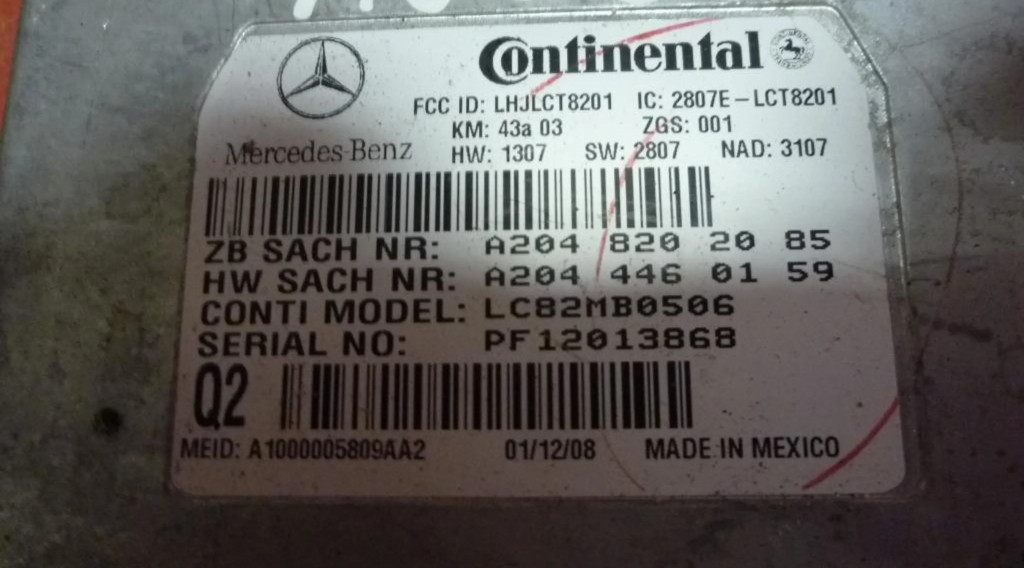 Continental
FCC ID: LHJLCT8201 IC: 2807E-LCT8201
KM: 43a 03 ZGS: 001
Mercedes-Benz HW: 1307 SW: 2807 NAD: 3107
ZB SACH NR: A204 820 20 85
HW SACH NR: A204 446 01 59
CONTI MODEL: LC82MB0506
SERIAL NO: PF12013868
Q2
MEID: A1000005809AA2 01/12/08 MADE IN MEXICO